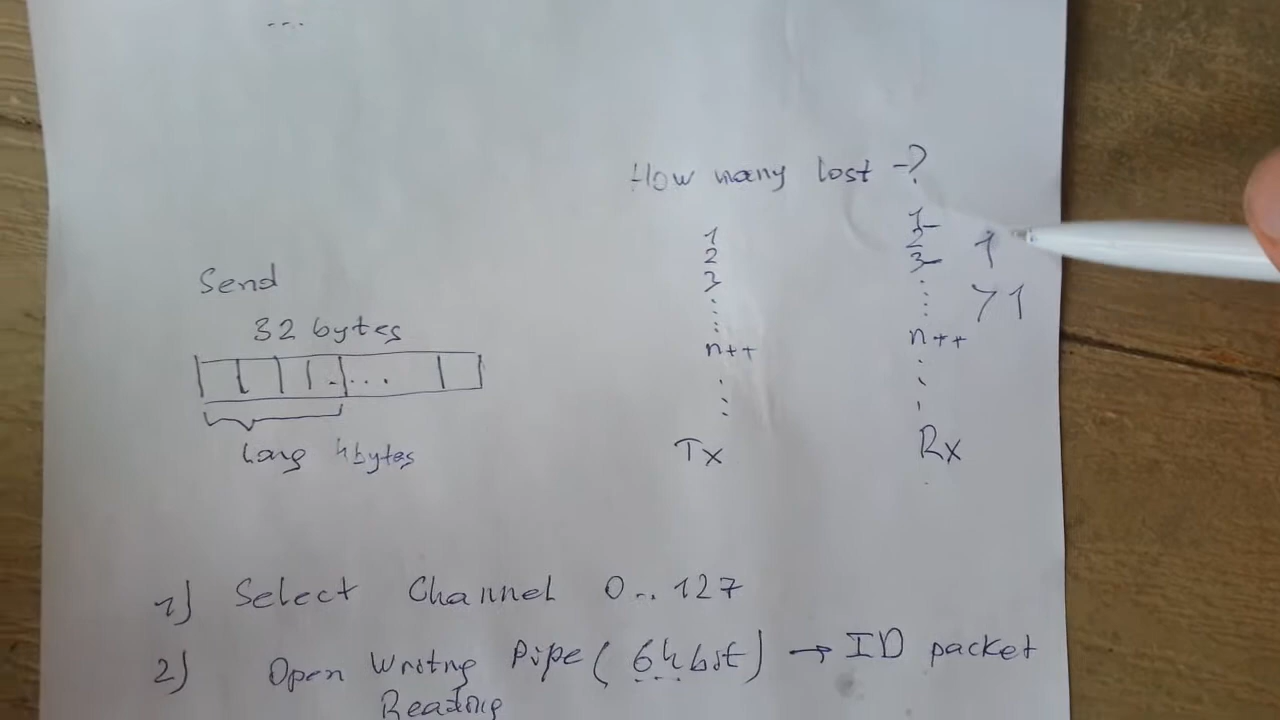 ...
How many lost -?
1
2
3
n++
Tx
1
2
3
n++
Rx
1
>1
Send
32 bytes
...
long 4bytes
1) Select Channel 0..127
2) Open Writing Pipe (64bit) → ID packet
Reading